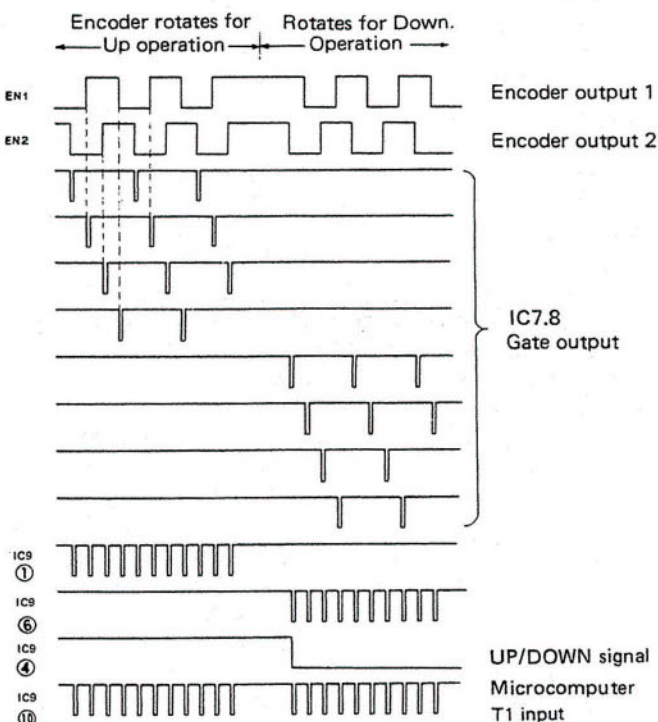 Encoder rotates for
Up operation
Rotates for Down.
Operation
EN1
Encoder output 1
EN2
Encoder output 2
IC7.8
Gate output
IC9
①
IC9
⑥
IC9
④
UP/DOWN signal
IC9
⑩
Microcomputer
T1 input